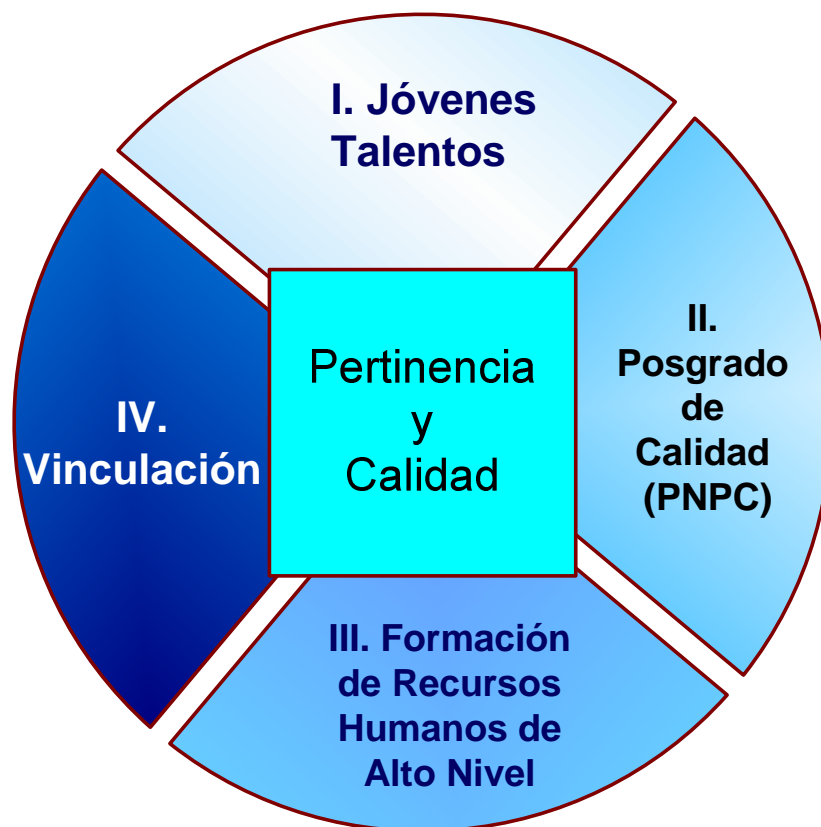 I. Jóvenes
Talentos
II.
Posgrado
de
Calidad
(PNPC)
Pertinencia
y
Calidad
IV.
Vinculación
III. Formación
de Recursos
Humanos de
Alto Nivel